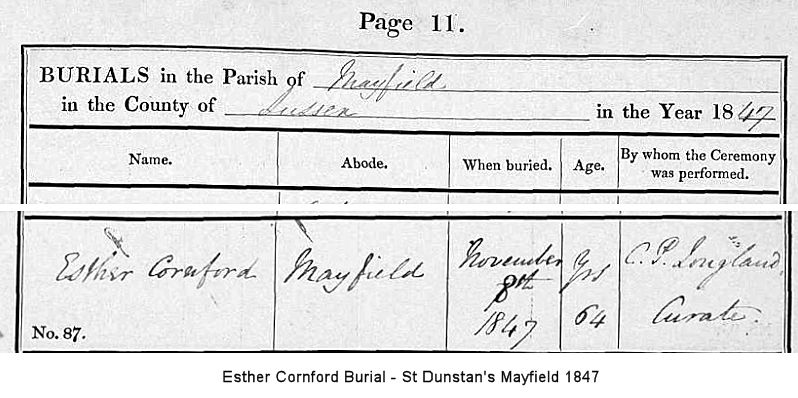 Page 11.
BURIALS in the Parish of Mayfield
in the County of Sussex in the Year 1847
Name. Abode. When buried. Age. By whom the Ceremony was performed.
Esther Cornford Mayfield November 8th 1847 Yrs 64 C. P. Longland, Curate.
No. 87.
Esther Cornford Burial - St Dunstan's Mayfield 1847